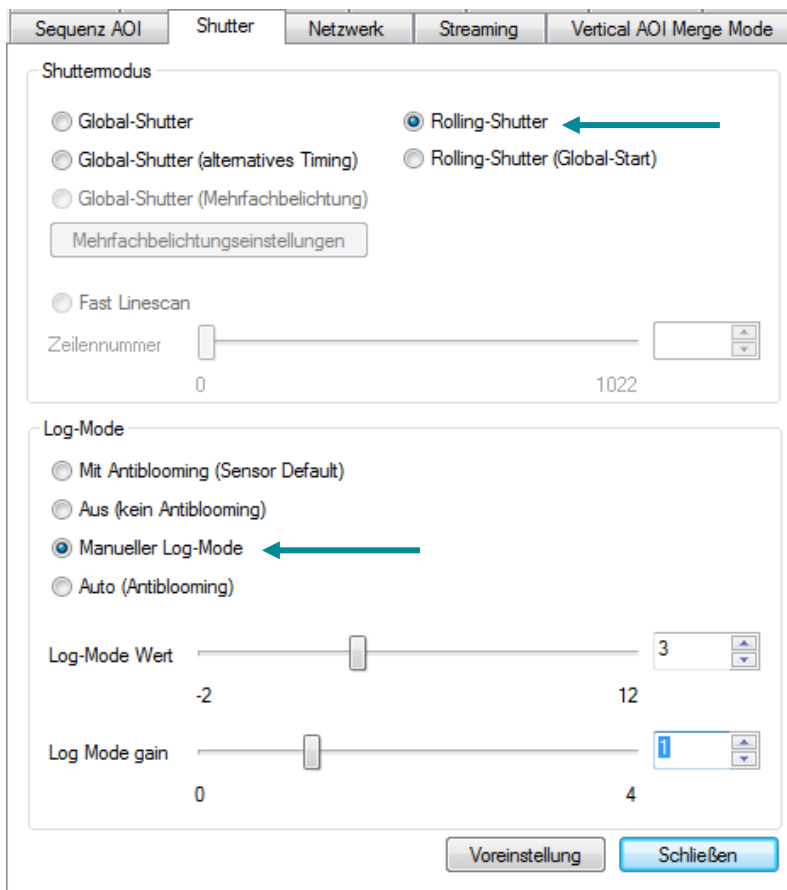 Sequenz AOI Shutter Netzwerk Streaming Vertical AOI Merge Mode
Shuttermodus
Global-Shutter Rolling-Shutter
Global-Shutter (alternatives Timing) Rolling-Shutter (Global-Start)
Global-Shutter (Mehrfachbelichtung)
Mehrfachbelichtungseinstellungen
Fast Linescan
Zeilennummer
0 1022
Log-Mode
Mit Antiblooming (Sensor Default)
Aus (kein Antiblooming)
Manueller Log-Mode
Auto (Antiblooming)
Log-Mode Wert 3
-2 12
Log Mode gain 1
0 4
Voreinstellung Schließen